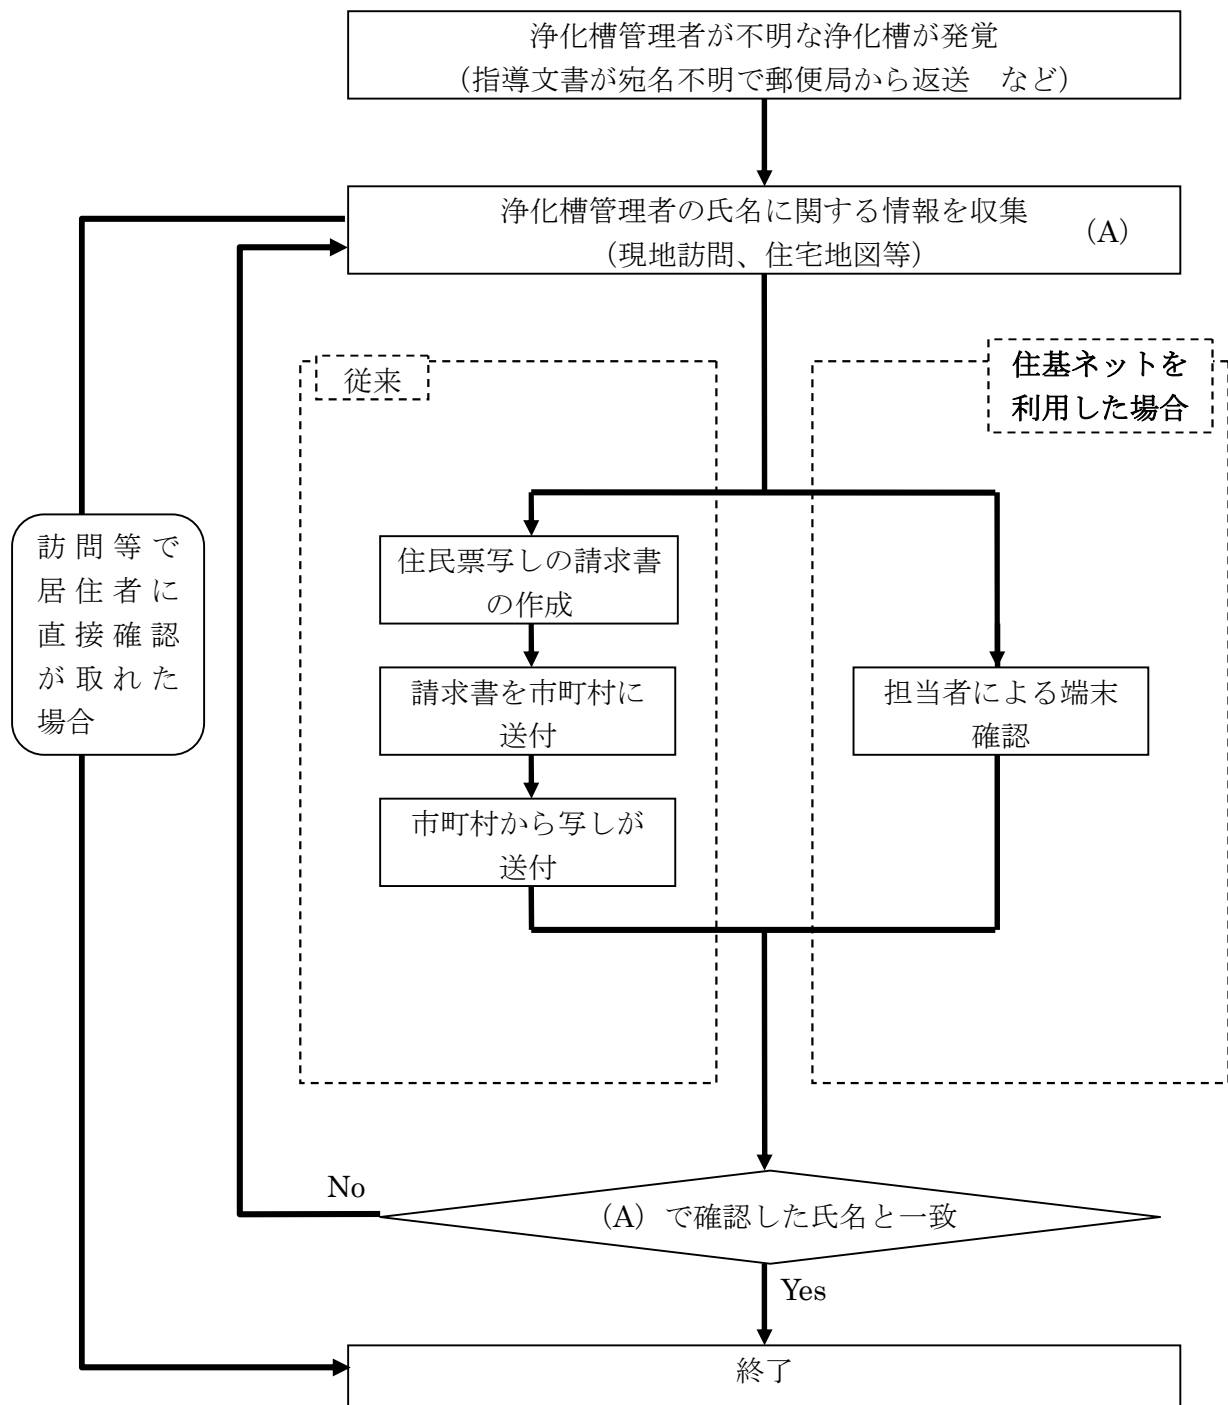 浄化槽管理者が不明な浄化槽が発覚
（指導文書が宛名不明で郵便局から返送　など）
浄化槽管理者の氏名に関する情報を収集
（現地訪問、住宅地図等）
（A）
従来
住基ネットを
利用した場合
訪問等で
居住者に
直接確認
が取れた
場合
住民票写しの請求書
の作成
請求書を市町村に
送付
市町村から写しが
送付
担当者による端末
確認
No
（A）で確認した氏名と一致
Yes
終了